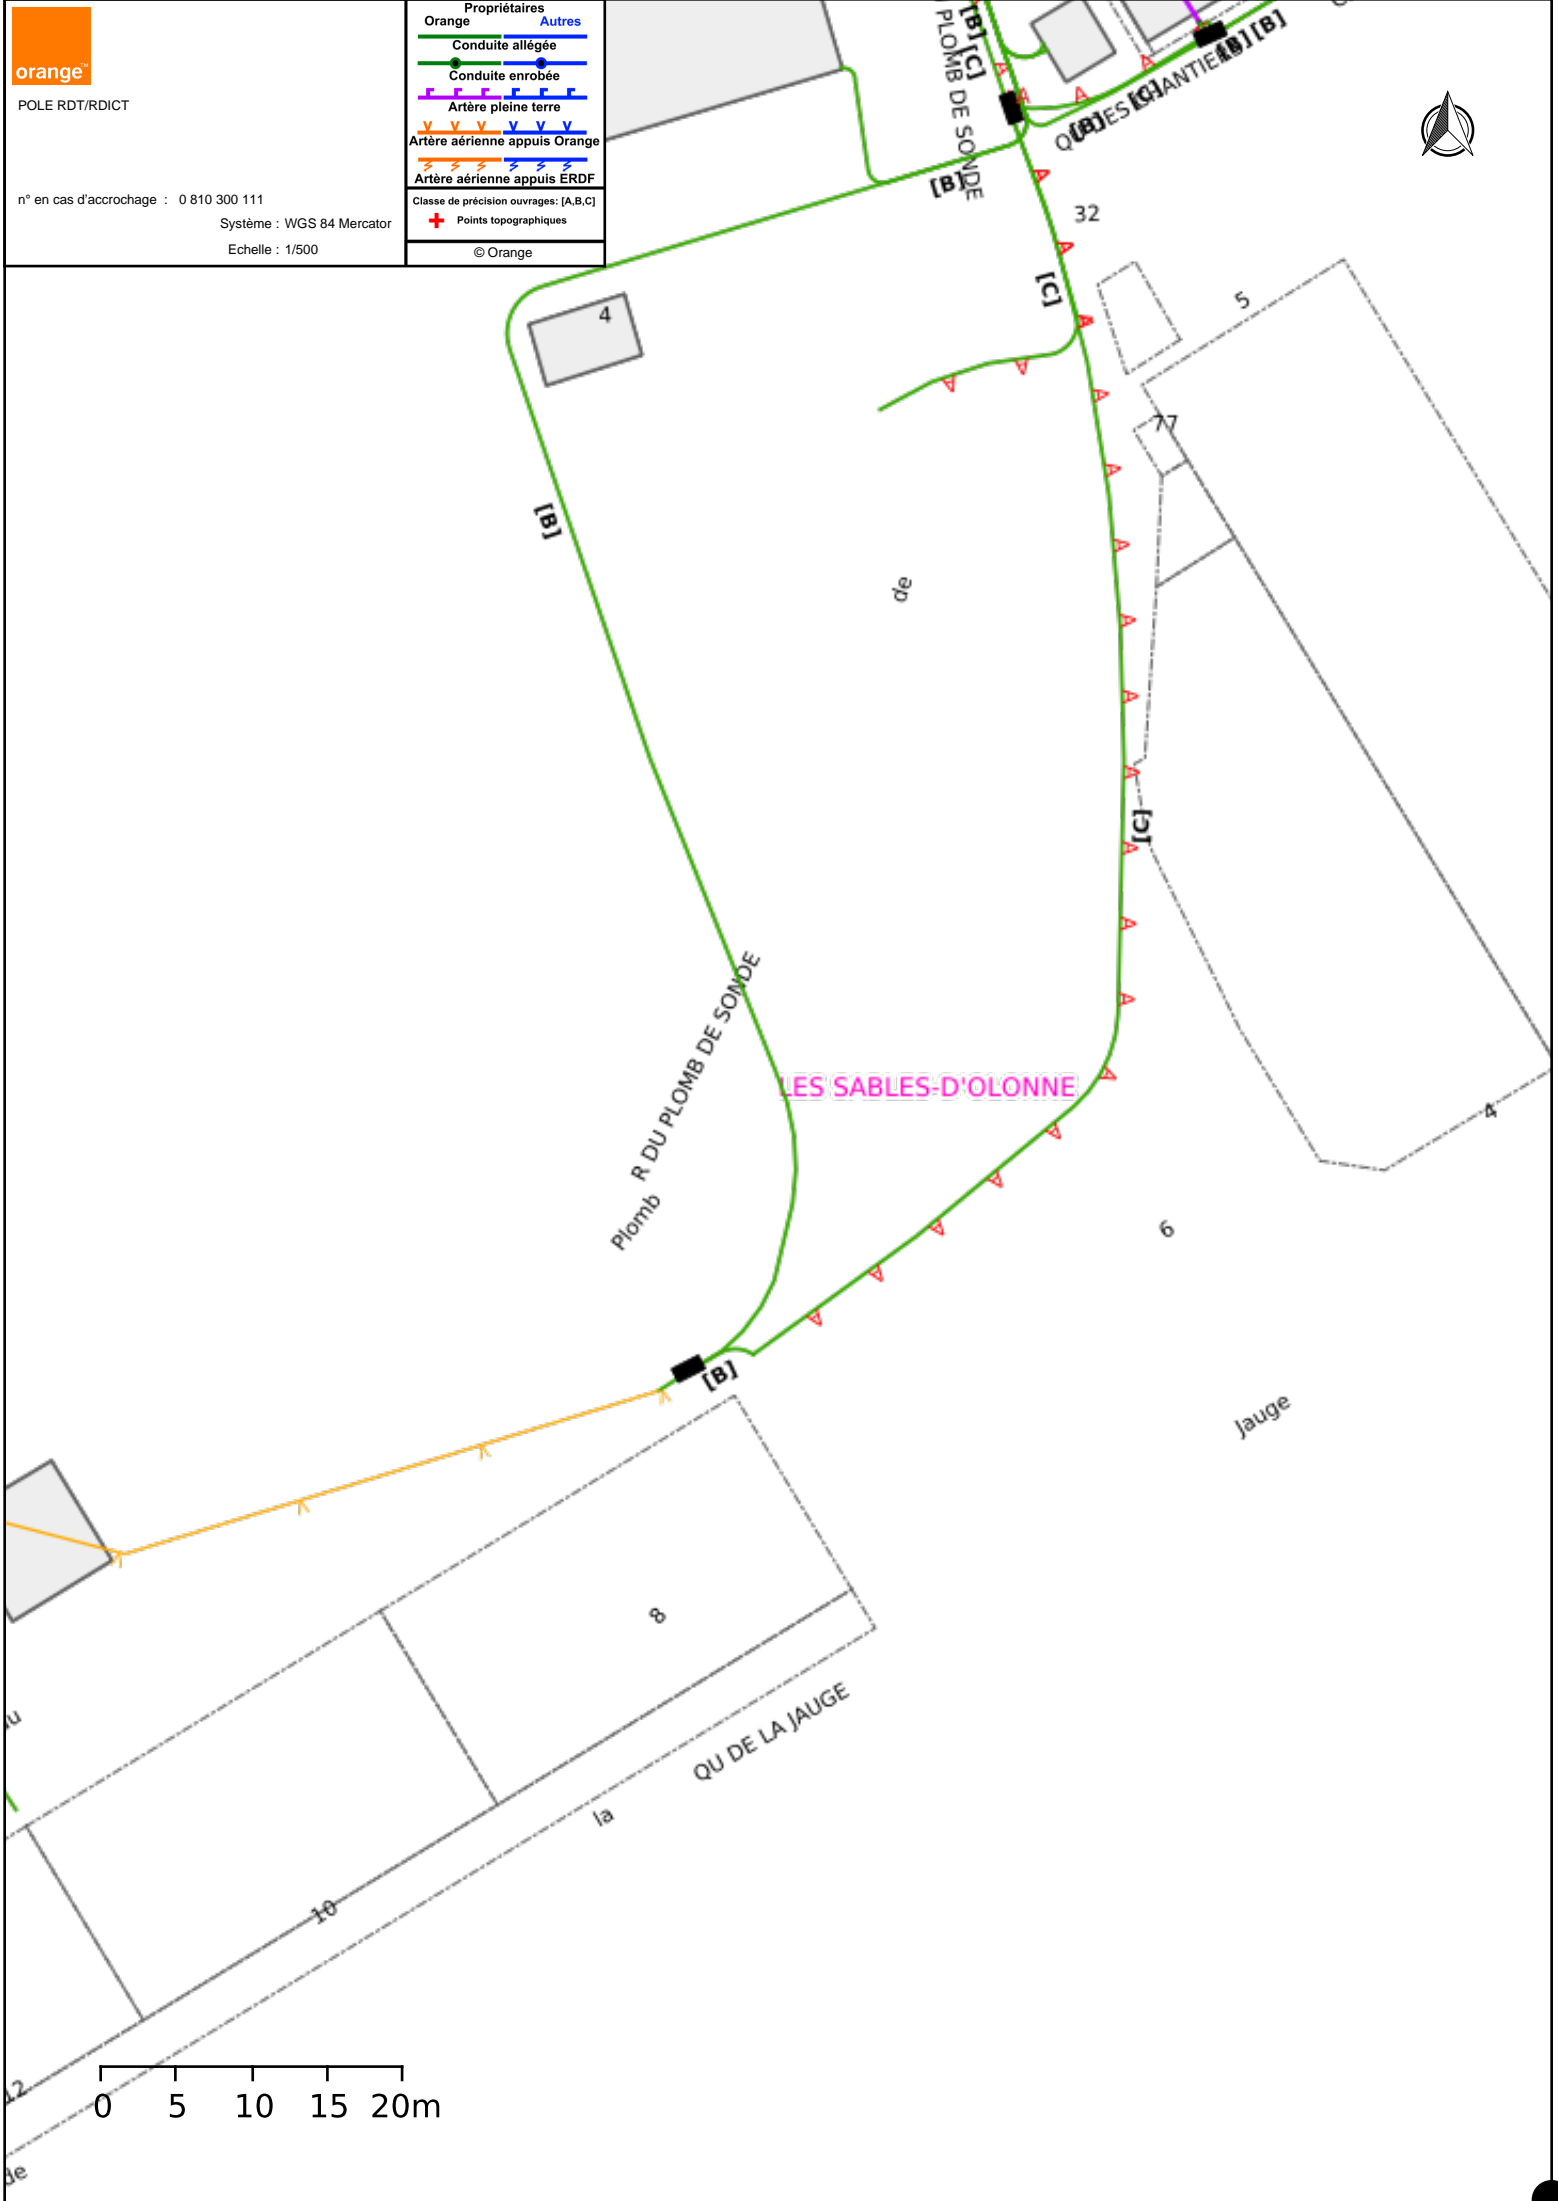 orange™
POLE RDT/RDICT
n° en cas d'accrochage : 0 810 300 111
Système : WGS 84 Mercator
Echelle : 1/500
Propriétaires
Orange Autres
Conduite allégée
Conduite enrobée
Artère pleine terre
Artère aérienne appuis Orange
Artère aérienne appuis ERDF
Classe de précision ouvrages: [A,B,C]
Points topographiques
© Orange
[B]
[C]
PLOMB DE SONDE
[B]
[B]
[C]
[B]
32
[C]
5
4
77
[B]
de
[C]
R DU PLOMB DE SONDE
LES SABLES-D'OLONNE
Plomb
4
6
[B]
Jauge
8
QU DE LA JAUGE
la
10
12
de
0 5 10 15 20m